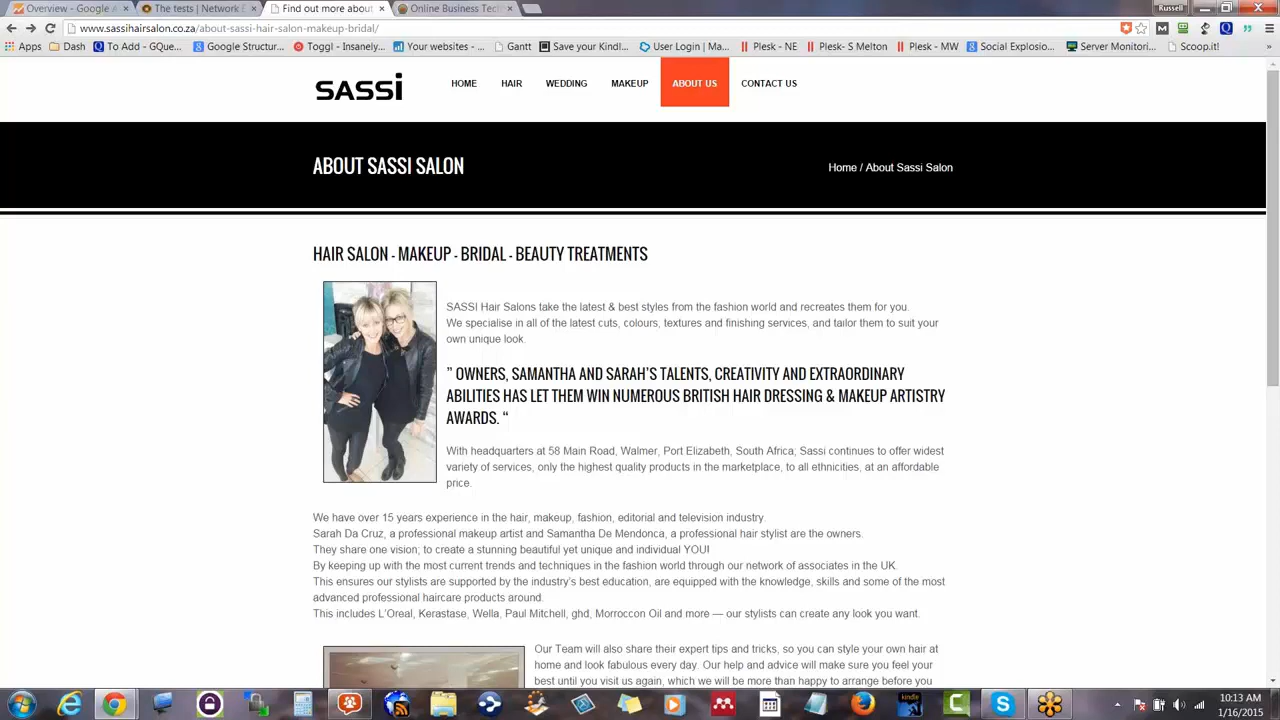 Overview - Google A
The tests | Network E
Find out more about
Online Business Tech
Russell
www.sassihairsalon.co.za/about-sassi-hair-salon-makeup-bridal/
Apps
Dash
To Add - GQue...
Google Structur...
Toggl - Insanely...
Your websites - ...
Gantt
Save your Kindl...
User Login | Ma...
Plesk - NE
Plesk- S Melton
Plesk - MW
Social Explosio...
Server Monitori...
Scoop.it!
»
SASSi
HOME
HAIR
WEDDING
MAKEUP
ABOUT US
CONTACT US
ABOUT SASSI SALON
Home / About Sassi Salon
HAIR SALON - MAKEUP - BRIDAL - BEAUTY TREATMENTS
SASSI Hair Salons take the latest & best styles from the fashion world and recreates them for you.
We specialise in all of the latest cuts, colours, textures and finishing services, and tailor them to suit your
own unique look.
" OWNERS, SAMANTHA AND SARAH'S TALENTS, CREATIVITY AND EXTRAORDINARY
ABILITIES HAS LET THEM WIN NUMEROUS BRITISH HAIR DRESSING & MAKEUP ARTISTRY
AWARDS. "
With headquarters at 58 Main Road, Walmer, Port Elizabeth, South Africa; Sassi continues to offer widest
variety of services, only the highest quality products in the marketplace, to all ethnicities, at an affordable
price.
We have over 15 years experience in the hair, makeup, fashion, editorial and television industry.
Sarah Da Cruz, a professional makeup artist and Samantha De Mendonca, a professional hair stylist are the owners.
They share one vision; to create a stunning beautiful yet unique and individual YOU!
By keeping up with the most current trends and techniques in the fashion world through our network of associates in the UK.
This ensures our stylists are supported by the industry's best education, are equipped with the knowledge, skills and some of the most
advanced professional haircare products around.
This includes L'Oreal, Kerastase, Wella, Paul Mitchell, ghd, Morroccon Oil and more — our stylists can create any look you want.
Our Team will also share their expert tips and tricks, so you can style your own hair at
home and look fabulous every day. Our help and advice will make sure you feel your
best until you visit us again, which we will be more than happy to arrange before you
kindle
10:13 AM
1/16/2015